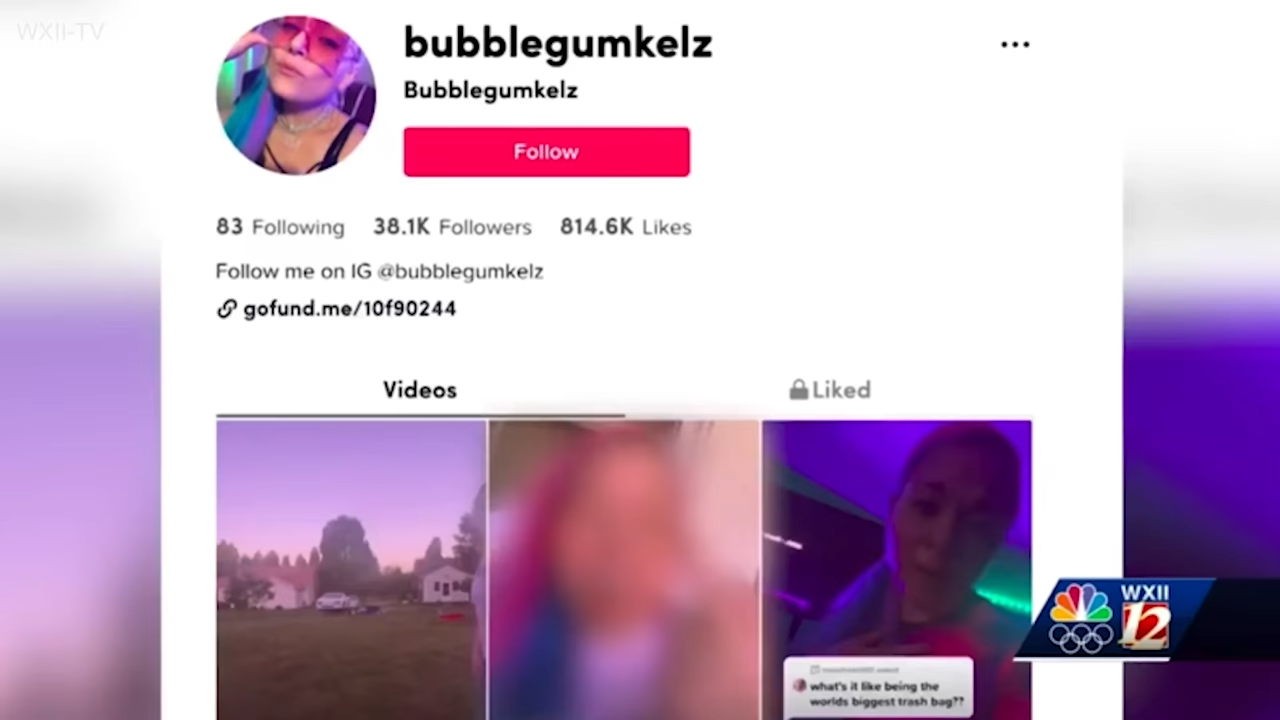 WXII-TV
bubblegumkelz
Bubblegumkelz
Follow
83 Following 38.1K Followers 814.6K Likes
Follow me on IG @bubblegumkelz
gofund.me/10f90244
Videos
Liked
what's it like being the
worlds biggest trash bag??
WXII
12